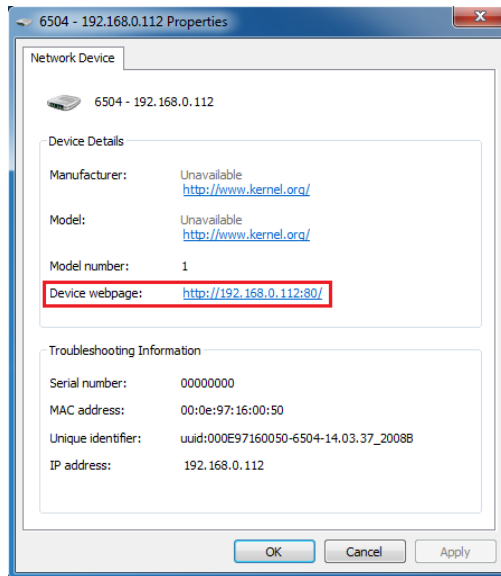 6504 - 192.168.0.112 Properties
x
Network Device
6504 - 192.168.0.112
Device Details
Manufacturer: Unavailable
http://www.kernel.org/
Model: Unavailable
http://www.kernel.org/
Model number: 1
Device webpage: http://192.168.0.112:80/
Troubleshooting Information
Serial number: 00000000
MAC address: 00:0e:97:16:00:50
Unique identifier: uuid:000E97160050-6504-14.03.37_2008B
IP address: 192.168.0.112
OK Cancel Apply